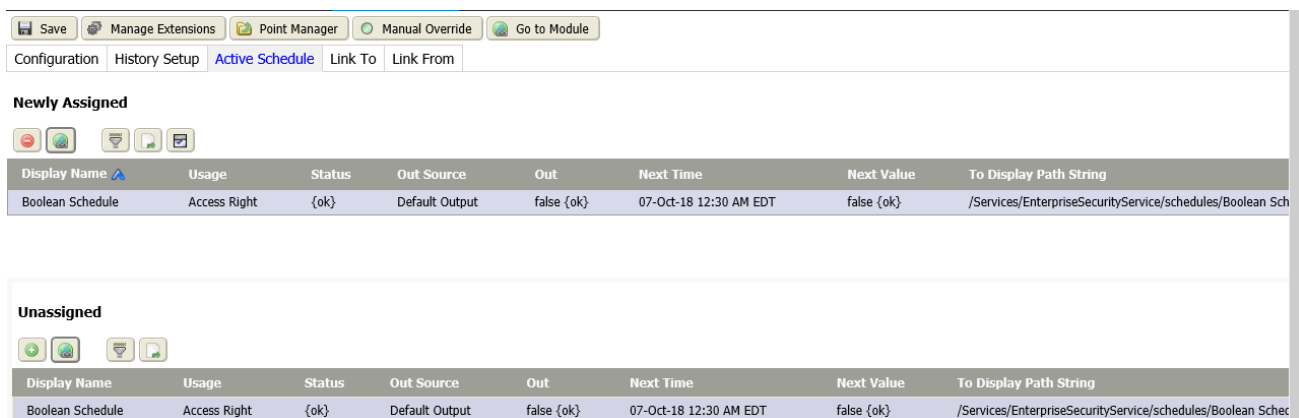 Save Manage Extensions Point Manager Manual Override Go to Module
Configuration History Setup Active Schedule Link To Link From
Newly Assigned
Display Name Usage Status Out Source Out Next Time Next Value To Display Path String
Boolean Schedule Access Right {ok} Default Output false {ok} 07-Oct-18 12:30 AM EDT false {ok} /Services/EnterpriseSecurityService/schedules/Boolean Sch
Unassigned
Display Name Usage Status Out Source Out Next Time Next Value To Display Path String
Boolean Schedule Access Right {ok} Default Output false {ok} 07-Oct-18 12:30 AM EDT false {ok} /Services/EnterpriseSecurityService/schedules/Boolean Sched